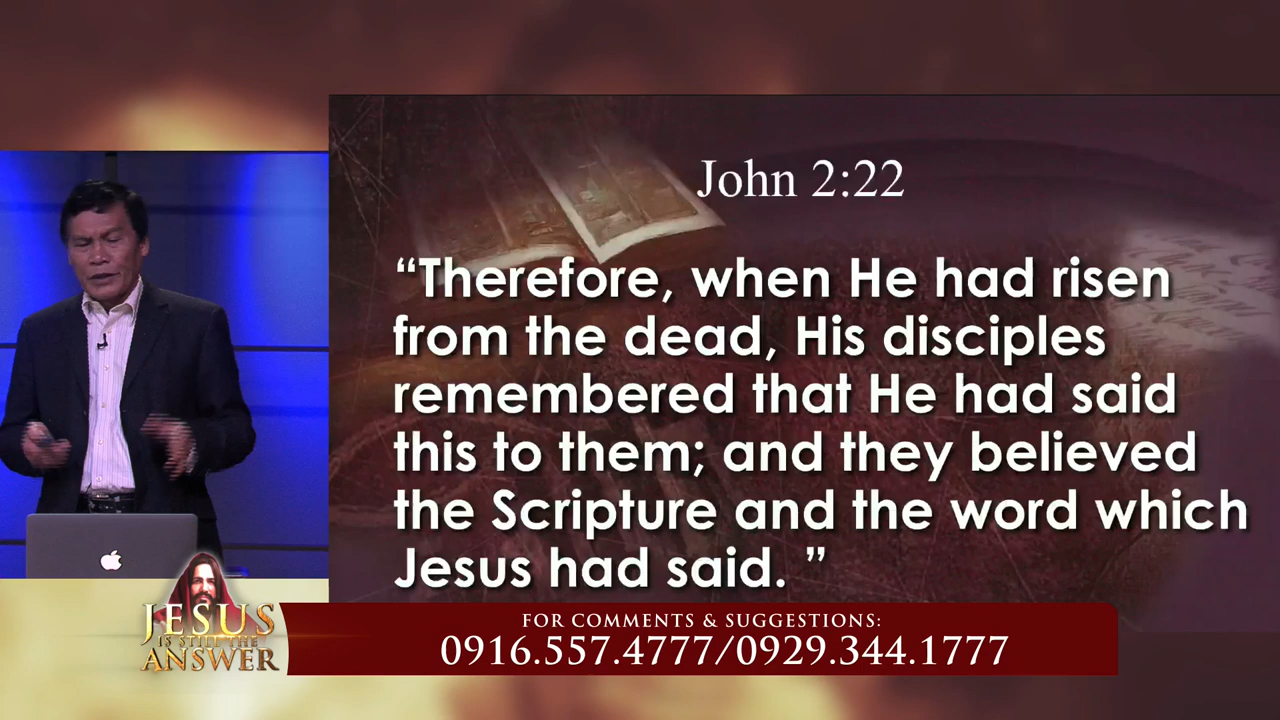 John 2:22
“Therefore, when He had risen
from the dead, His disciples
remembered that He had said
this to them; and they believed
the Scripture and the word which
Jesus had said. ”
JESUS
IS STILL THE
ANSWER
FOR COMMENTS & SUGGESTIONS:
0916.557.4777/0929.344.1777